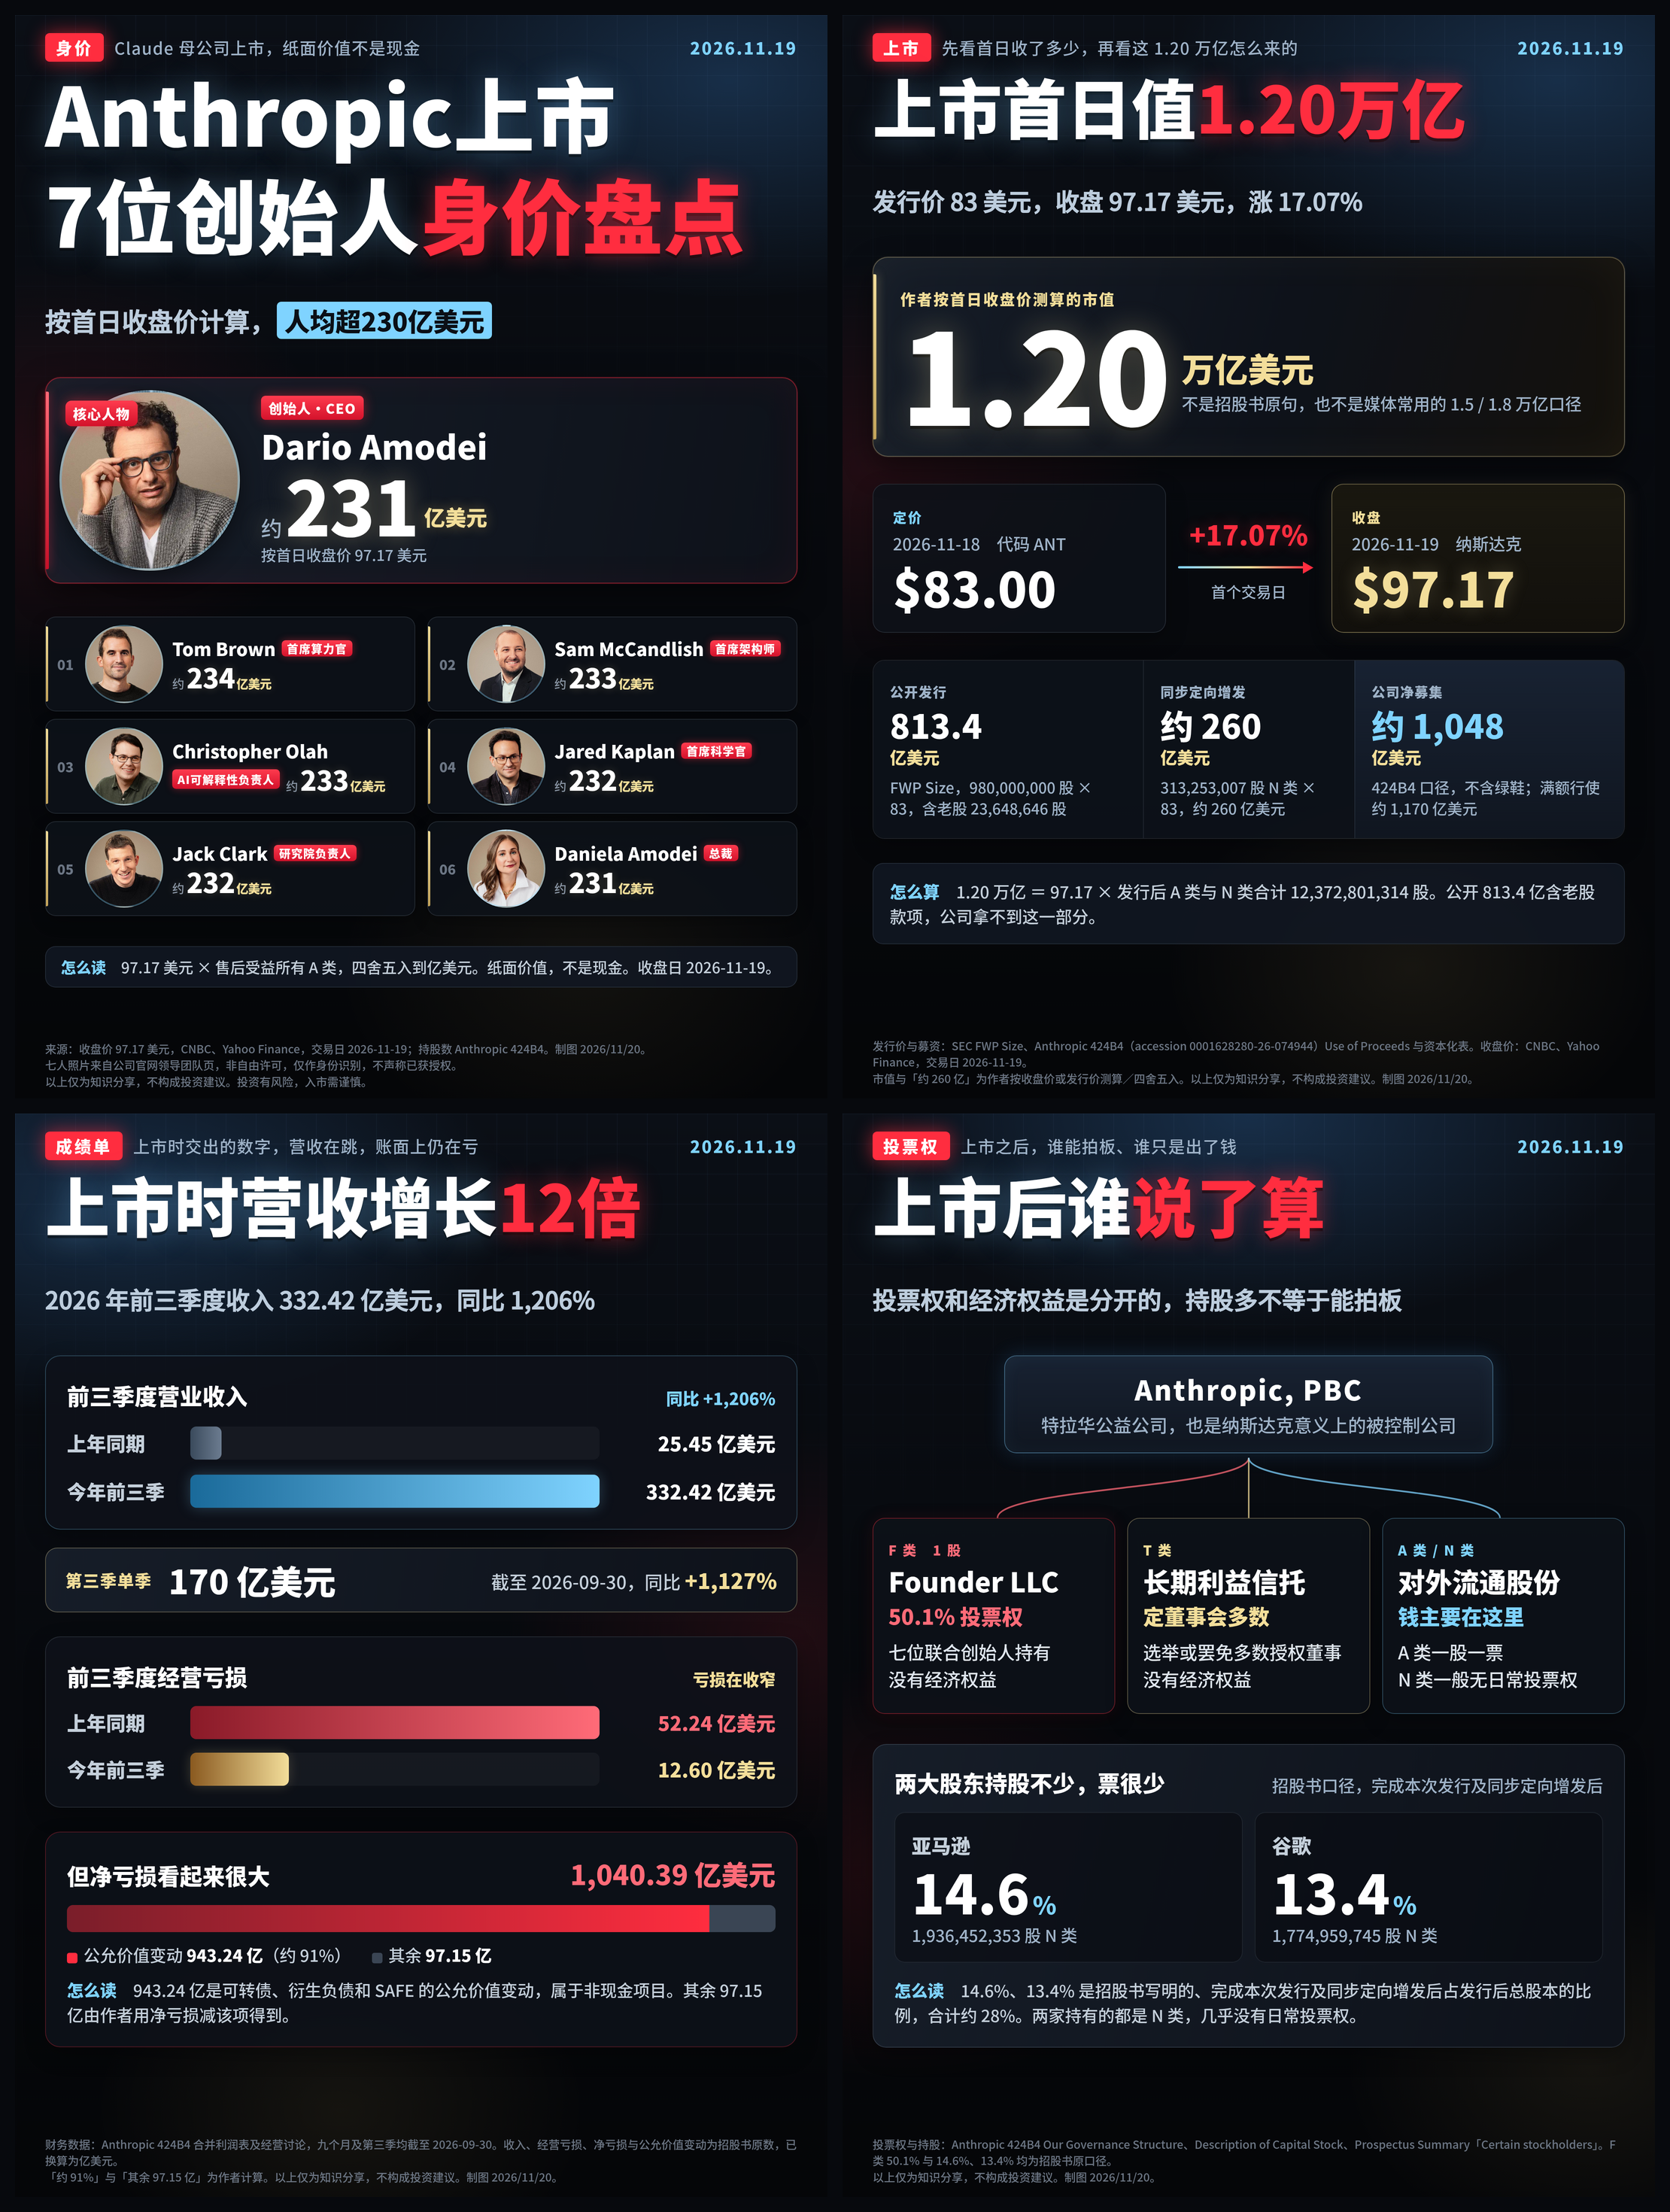 身价 Claude 母公司上市，纸面价值不是现金 2026.11.19
Anthropic上市
7位创始人身价盘点
按首日收盘价计算，人均超230亿美元
核心人物
创始人·CEO
Dario Amodei
约 231 亿美元
按首日收盘价 97.17 美元
01 Tom Brown 首席算力官
约 234 亿美元
02 Sam McCandlish 首席架构师
约 233 亿美元
03 Christopher Olah
AI可解释性负责人 约 233 亿美元
04 Jared Kaplan 首席科学官
约 232 亿美元
05 Jack Clark 研究院负责人
约 232 亿美元
06 Daniela Amodei 总裁
约 231 亿美元
怎么读 97.17 美元 × 售后受益所有 A 类，四舍五入到亿美元。纸面价值，不是现金。收盘日 2026-11-19。
来源：收盘价 97.17 美元，CNBC、Yahoo Finance，交易日 2026-11-19；持股数 Anthropic 424B4。制图 2026/11/20。
七人照片来自公司官网领导团队页，非自由许可，仅作身份识别，不声称已获授权。
以上仅为知识分享，不构成投资建议。投资有风险，入市需谨慎。
上市 先看首日收了多少，再看这 1.20 万亿怎么来的 2026.11.19
上市首日值1.20万亿
发行价 83 美元，收盘 97.17 美元，涨 17.07%
作者按首日收盘价测算的市值
1.20 万亿美元
不是招股书原句，也不是媒体常用的 1.5 / 1.8 万亿口径
定价
2026-11-18 代码 ANT
$83.00
+17.07%
首个交易日
收盘
2026-11-19 纳斯达克
$97.17
公开发行
813.4
亿美元
FWP Size，980,000,000 股 ×
83，含老股 23,648,646 股
同步定向增发
约 260
亿美元
313,253,007 股 N 类 ×
83，约 260 亿美元
公司净募集
约 1,048
亿美元
424B4 口径，不含绿鞋；满额行使
约 1,170 亿美元
怎么算 1.20 万亿 ＝ 97.17 × 发行后 A 类与 N 类合计 12,372,801,314 股。公开 813.4 亿含老股
款项，公司拿不到这一部分。
发行价与募资：SEC FWP Size、Anthropic 424B4（accession 0001628280-26-074944）Use of Proceeds 与资本化表。收盘价：CNBC、Yahoo
Finance，交易日 2026-11-19。
市值与「约 260 亿」为作者按收盘价或发行价测算／四舍五入。以上仅为知识分享，不构成投资建议。制图 2026/11/20。
成绩单 上市时交出的数字，营收在跳，账面上仍在亏 2026.11.19
上市时营收增长12倍
2026 年前三季度收入 332.42 亿美元，同比 1,206%
前三季度营业收入 同比 +1,206%
上年同期 25.45 亿美元
今年前三季 332.42 亿美元
第三季单季 170 亿美元 截至 2026-09-30，同比 +1,127%
前三季度经营亏损 亏损在收窄
上年同期 52.24 亿美元
今年前三季 12.60 亿美元
但净亏损看起来很大 1,040.39 亿美元
公允价值变动 943.24 亿（约 91%） 其余 97.15 亿
怎么读 943.24 亿是可转债、衍生负债和 SAFE 的公允价值变动，属于非现金项目。其余 97.15
亿由作者用净亏损减该项得到。
财务数据：Anthropic 424B4 合并利润表及经营讨论，九个月及第三季均截至 2026-09-30。收入、经营亏损、净亏损与公允价值变动为招股书原数，已
换算为亿美元。
「约 91%」与「其余 97.15 亿」为作者计算。以上仅为知识分享，不构成投资建议。制图 2026/11/20。
投票权 上市之后，谁能拍板、谁只是出了钱 2026.11.19
上市后谁说了算
投票权和经济权益是分开的，持股多不等于能拍板
Anthropic, PBC
特拉华公益公司，也是纳斯达克意义上的被控制公司
F 类 1 股
Founder LLC
50.1% 投票权
七位联合创始人持有
没有经济权益
T 类
长期利益信托
定董事会多数
选举或罢免多数授权董事
没有经济权益
A 类 / N 类
对外流通股份
钱主要在这里
A 类一股一票
N 类一般无日常投票权
两大股东持股不少，票很少 招股书口径，完成本次发行及同步定向增发后
亚马逊
14.6%
1,936,452,353 股 N 类
谷歌
13.4%
1,774,959,745 股 N 类
怎么读 14.6%、13.4% 是招股书写明的、完成本次发行及同步定向增发后占发行后总股本的比
例，合计约 28%。两家持有的都是 N 类，几乎没有日常投票权。
投票权与持股：Anthropic 424B4 Our Governance Structure、Description of Capital Stock、Prospectus Summary「Certain stockholders」。F
类 50.1% 与 14.6%、13.4% 均为招股书原口径。
以上仅为知识分享，不构成投资建议。制图 2026/11/20。